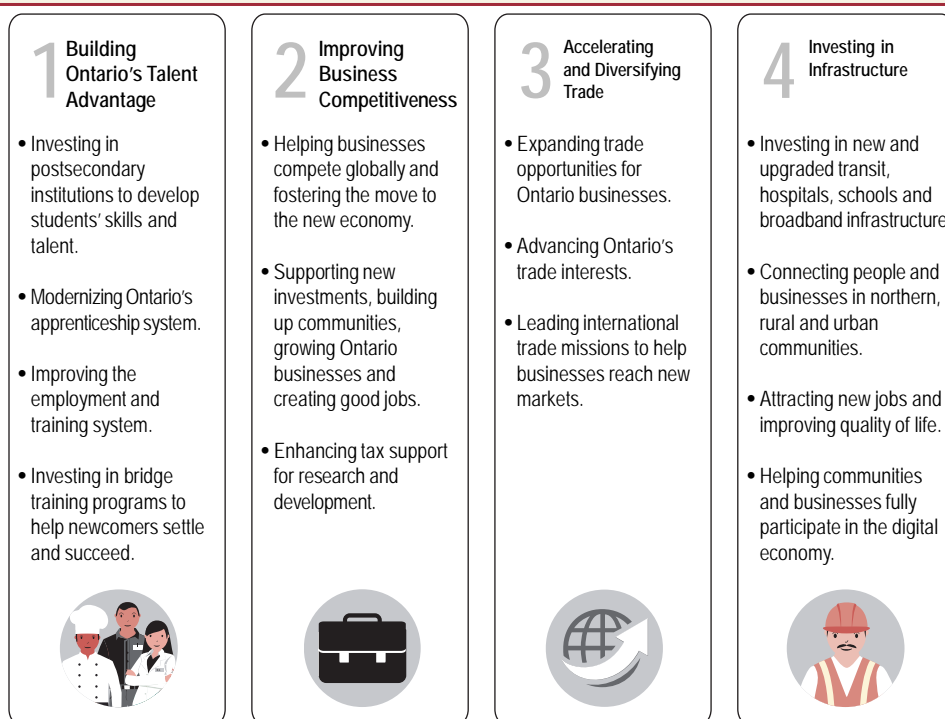 1
Building
Ontario's Talent
Advantage
• Investing in
postsecondary
institutions to develop
students' skills and
talent.
• Modernizing Ontario's
apprenticeship system.
• Improving the
employment and
training system.
• Investing in bridge
training programs to
help newcomers settle
and succeed.
2
Improving
Business
Competitiveness
• Helping businesses
compete globally and
fostering the move to
the new economy.
• Supporting new
investments, building
up communities,
growing Ontario
businesses and
creating good jobs.
• Enhancing tax support
for research and
development.
3
Accelerating
and Diversifying
Trade
• Expanding trade
opportunities for
Ontario businesses.
• Advancing Ontario's
trade interests.
• Leading international
trade missions to help
businesses reach new
markets.
4
Investing in
Infrastructure
• Investing in new and
upgraded transit,
hospitals, schools and
broadband infrastructure
• Connecting people and
businesses in northern,
rural and urban
communities.
• Attracting new jobs and
improving quality of life.
• Helping communities
and businesses fully
participate in the digital
economy.